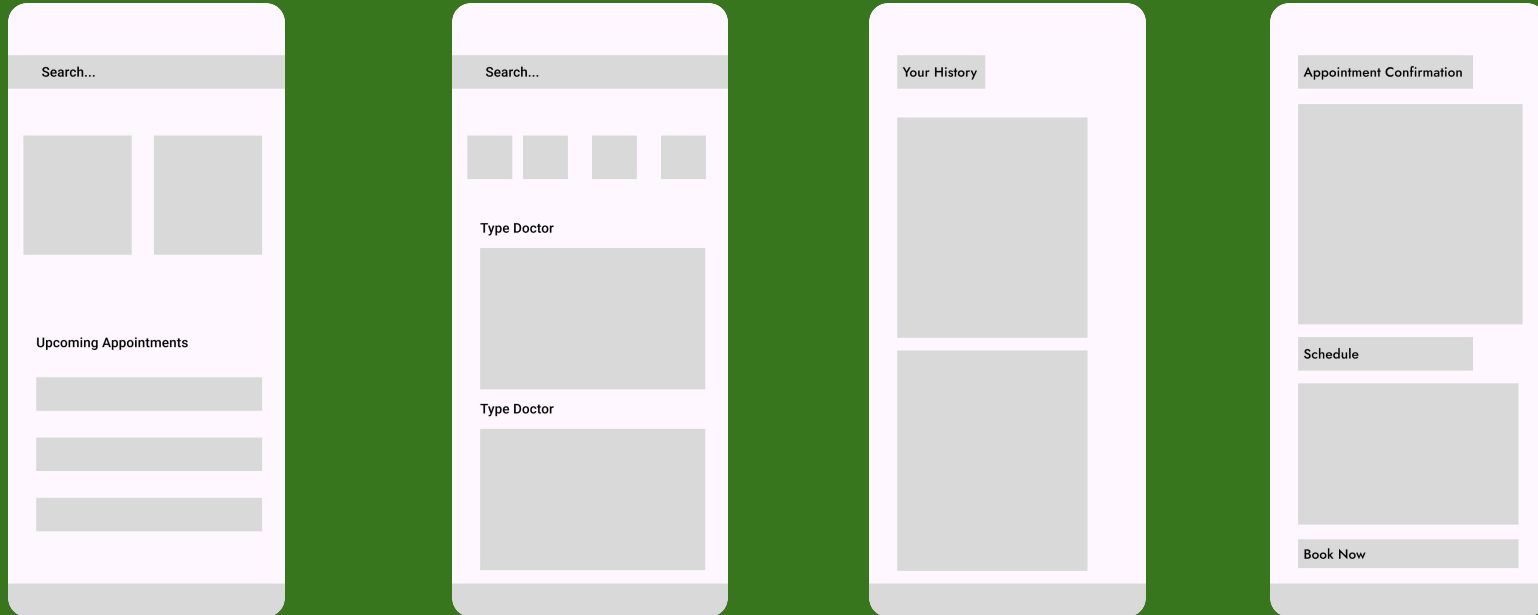 Search...
Upcoming Appointments
Search...
Type Doctor
Type Doctor
Your History
Appointment Confirmation
Schedule
Book Now